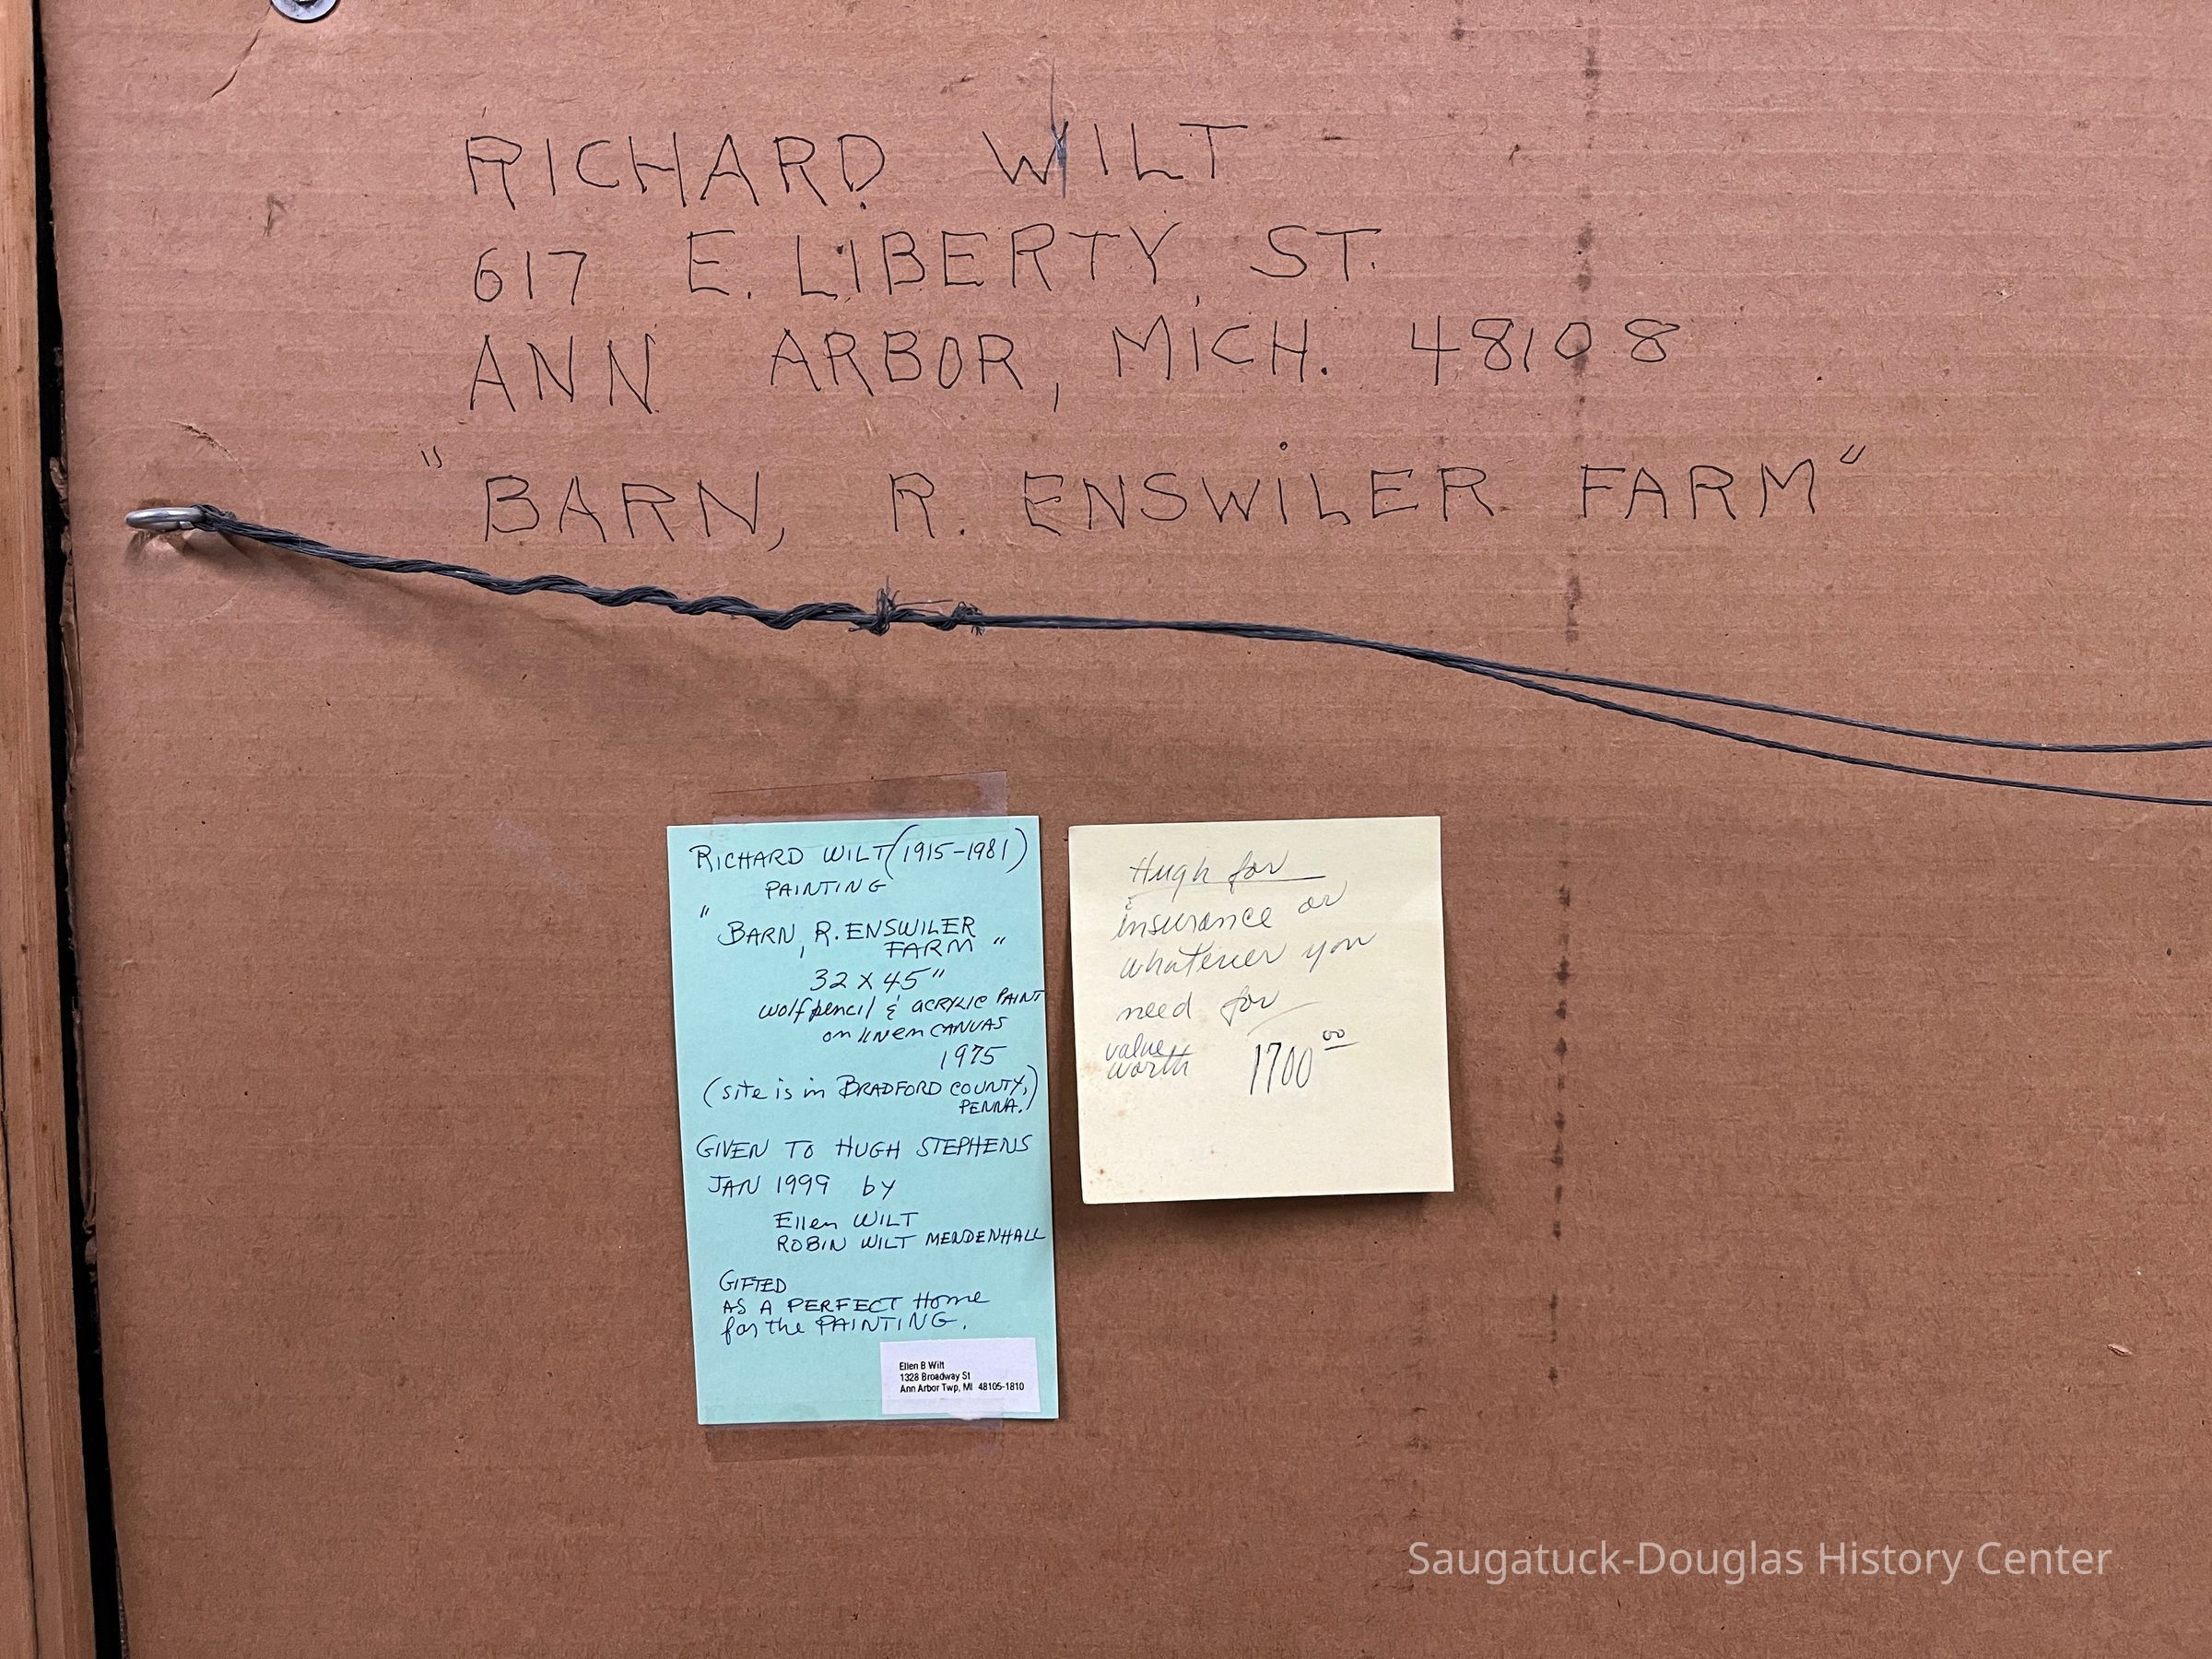 RICHARD WILT
617 E. LIBERTY ST.
ANN ARBOR, MICH. 48108
"BARN, R. ENSWILER FARM"
RICHARD WILT (1915-1981)
PAINTING
"BARN, R. ENSWILER
FARM"
32 x 45"
wolfpencil & ACRYLIC PAINT
on linen CANVAS
1975
(site is in BRADFORD COUNTY,
PENNA.)
GIVEN TO HUGH STEPHENS
JAN 1999 by
Ellen WILT
ROBIN WILT MENDENHALL
GIFTED
AS A PERFECT Home
for the PAINTING.
Ellen B Wilt
1328 Broadway St
Ann Arbor Twp, MI 48105-1810
Hugh for
insurance or
whatever you
need for
value
worth 1700.00
Saugatuck-Douglas History Center